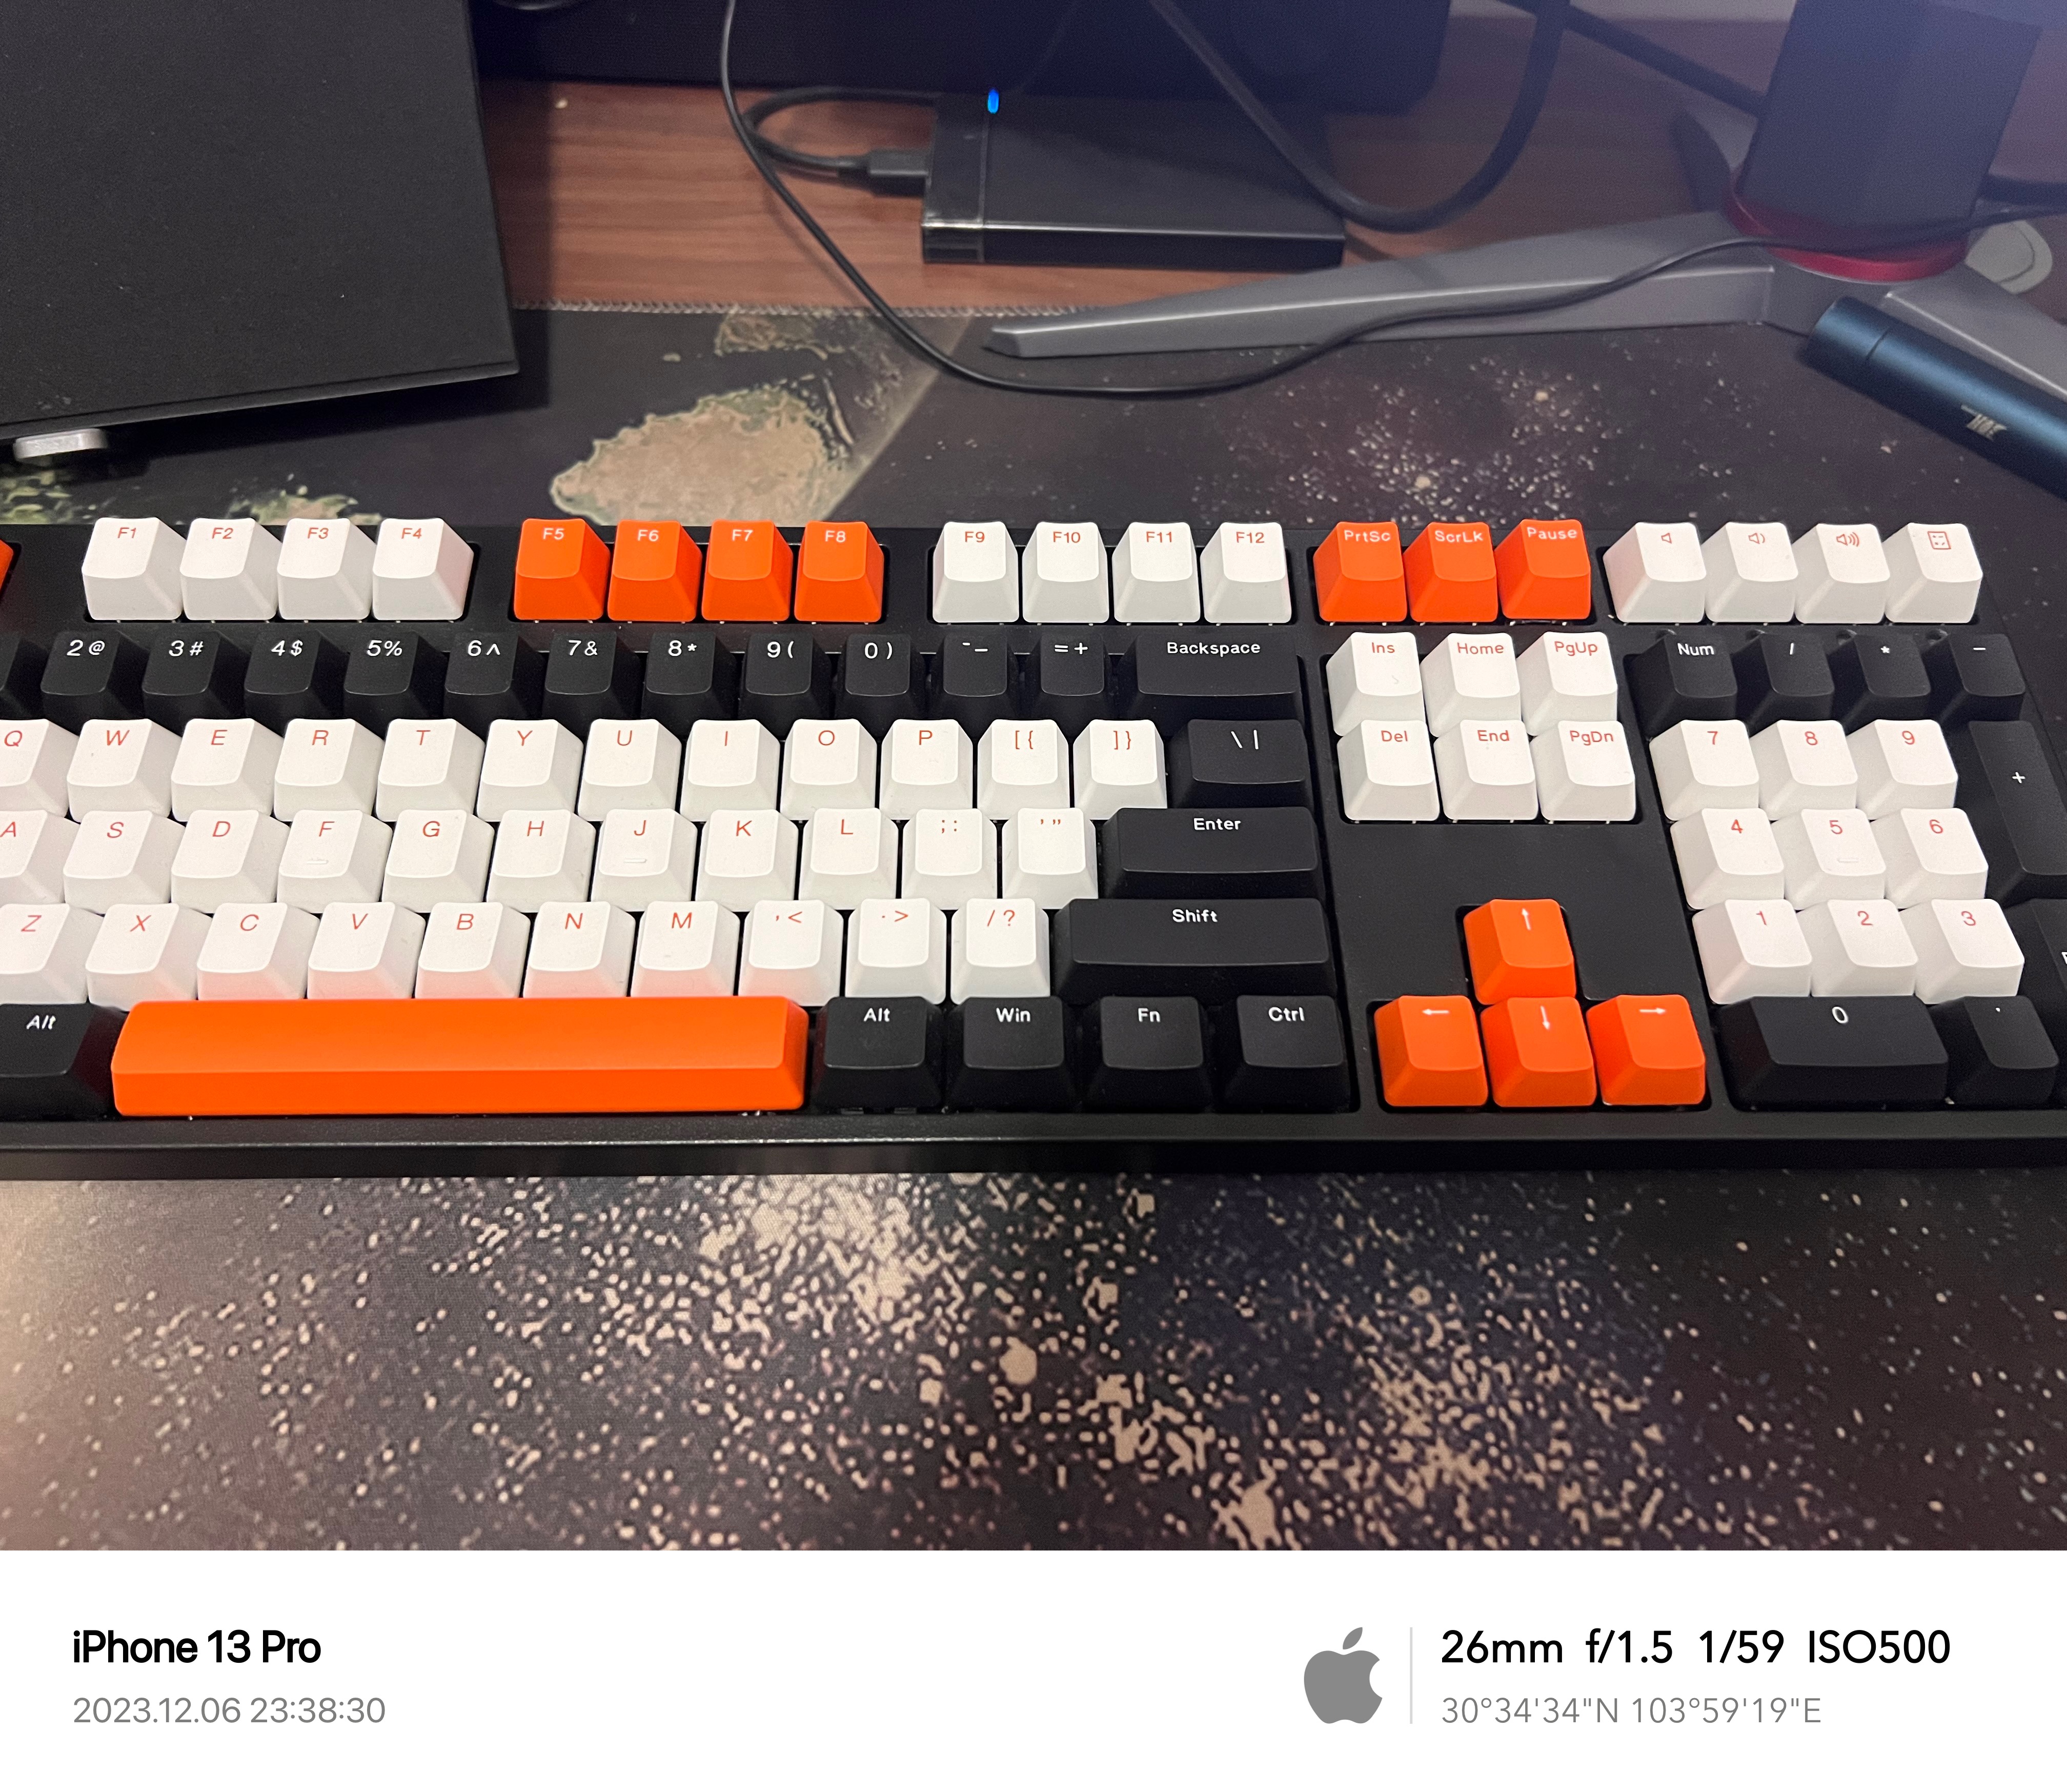 F1 F2 F3 F4 F5 F6 F7 F8 F9 F10 F11 F12 PrtSc ScrLk Pause
2@ 3# 4$ 5% 6^ 7& 8* 9( 0) -- =+ Backspace Ins Home PgUp Num / * -
Q W E R T Y U I O P [{ ]} \| Del End PgDn 7 8 9 +
A S D F G H J K L ;: '" Enter 4 5 6
Z X C V B N M ,< .> /? Shift ↑ 1 2 3
Alt Alt Win Fn Ctrl ← ↓ → 0 .
iPhone 13 Pro
2023.12.06 23:38:30
26mm f/1.5 1/59 ISO500
30°34'34"N 103°59'19"E